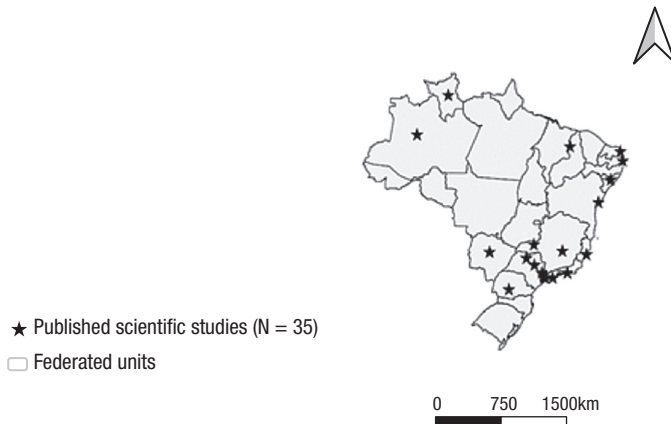 Published scientific studies (N = 35)
Federated units
0 750 1500km